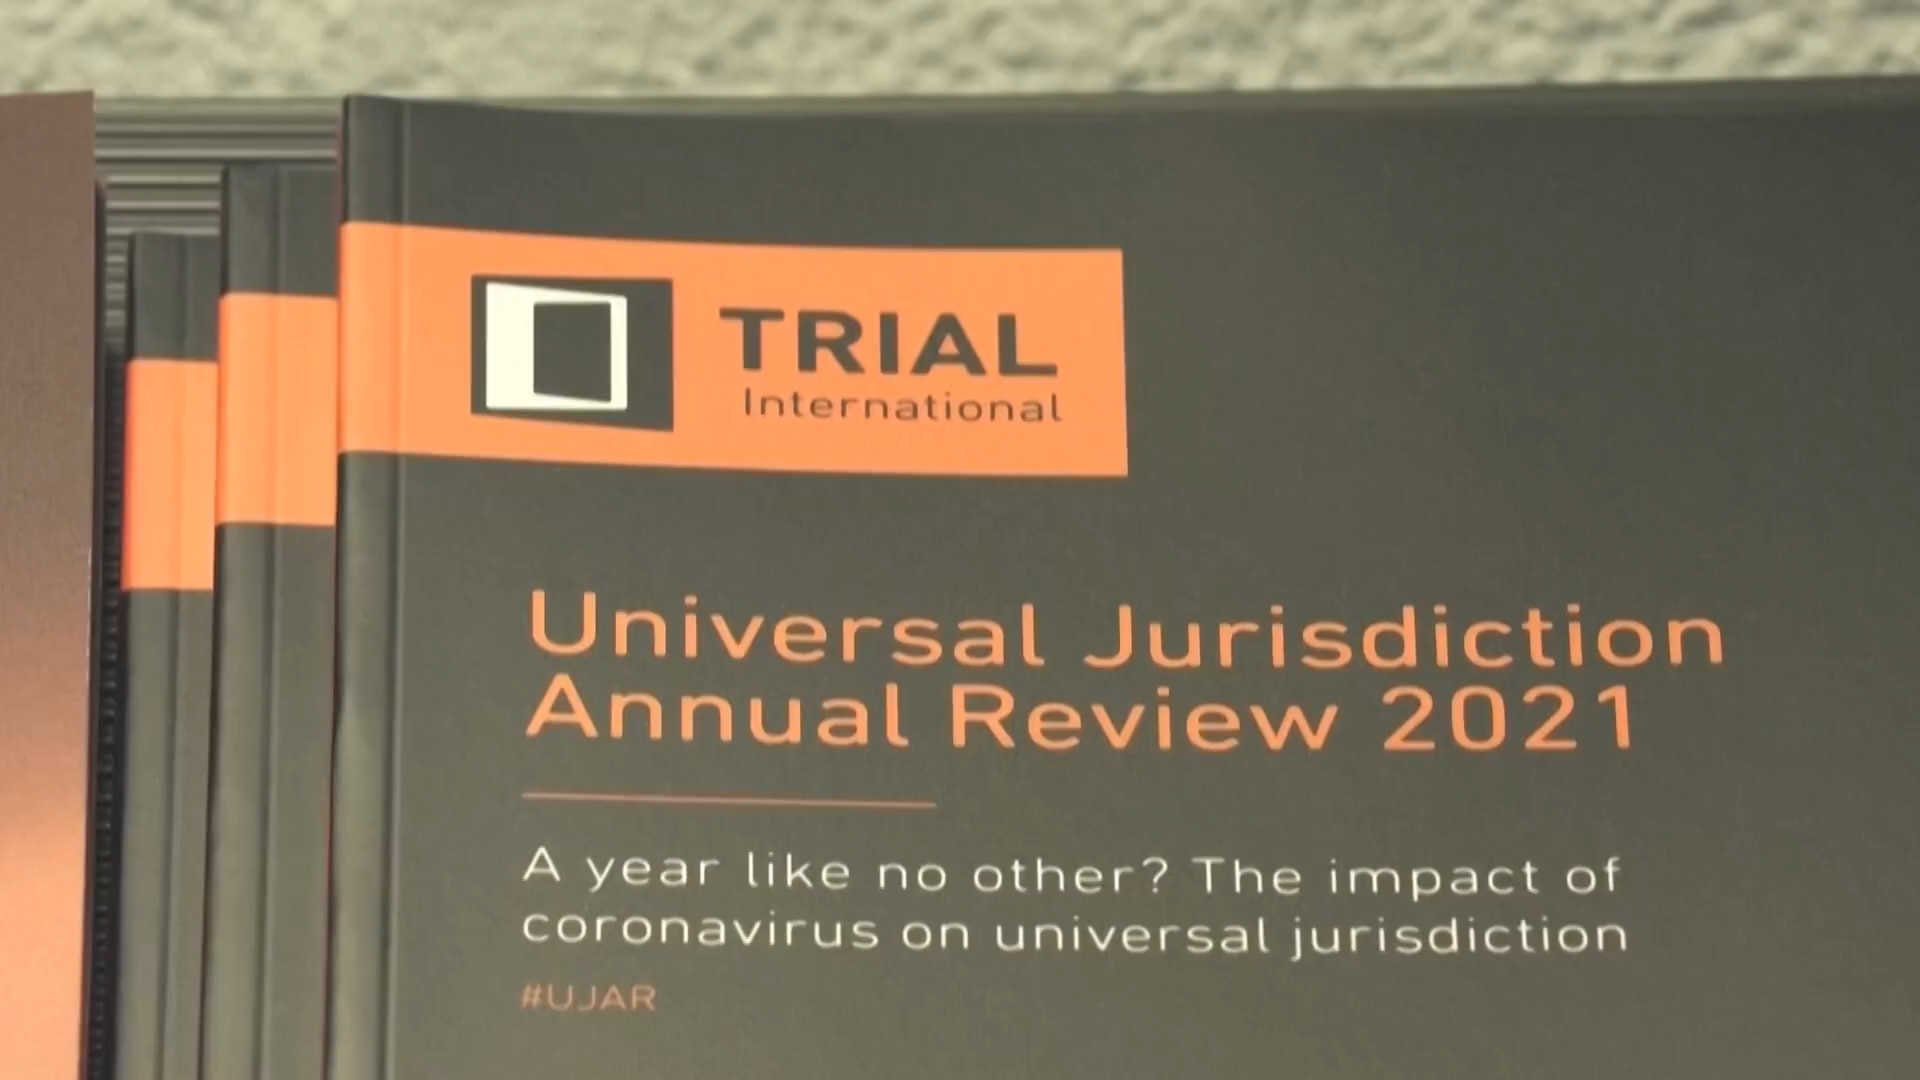 TRIAL
International
Universal Jurisdiction
Annual Review 2021
A year like no other? The impact of
coronavirus on universal jurisdiction
#UJAR